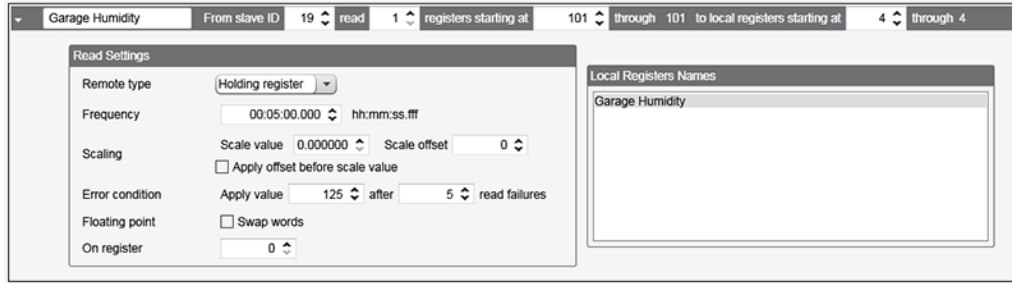 Garage Humidity From slave ID 19 read 1 registers starting at 101 through 101 to local registers starting at 4 through 4
Read Settings
Remote type Holding register
Frequency 00:05:00.000 hh:mm:ss.fff
Scaling Scale value 0.000000 Scale offset 0
Apply offset before scale value
Error condition Apply value 125 after 5 read failures
Floating point Swap words
On register 0
Local Registers Names
Garage Humidity